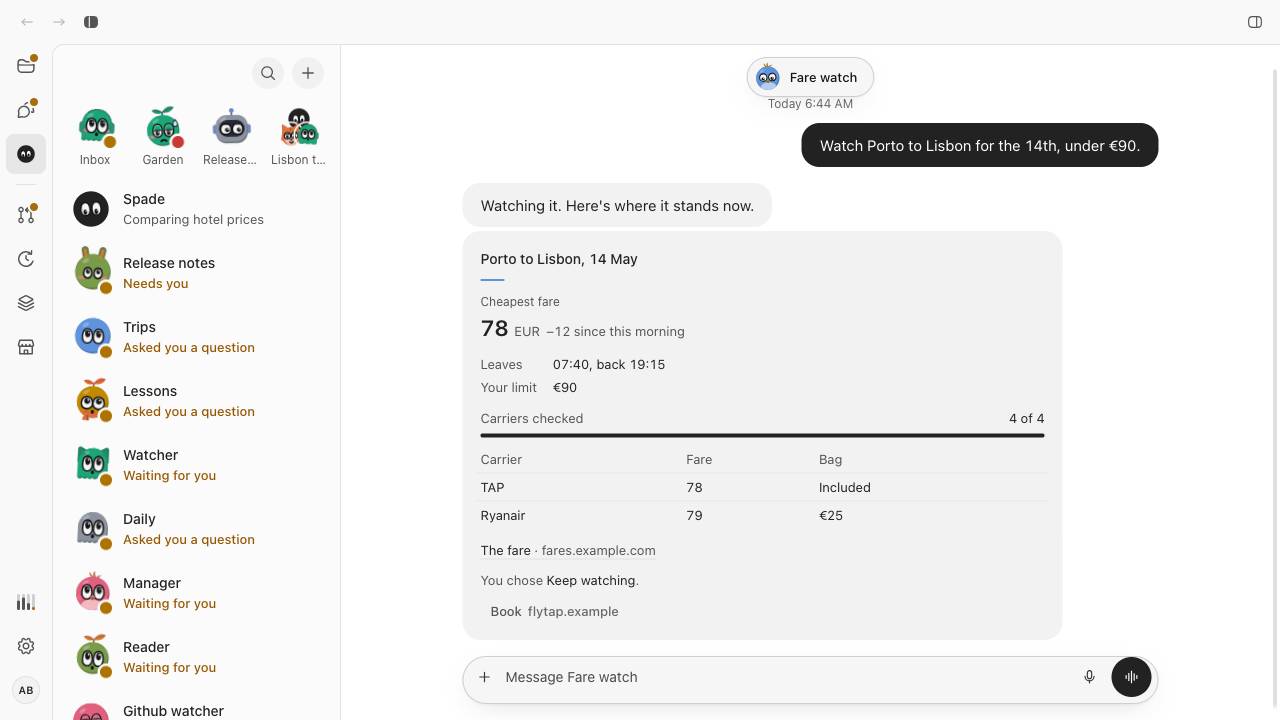 Inbox
Garden
Release...
Lisbon t...
Spade
Comparing hotel prices
Release notes
Needs you
Trips
Asked you a question
Lessons
Asked you a question
Watcher
Waiting for you
Daily
Asked you a question
Manager
Waiting for you
Reader
Waiting for you
Github watcher
AB
Fare watch
Today 6:44 AM
Watch Porto to Lisbon for the 14th, under €90.
Watching it. Here's where it stands now.
Porto to Lisbon, 14 May
Cheapest fare
78 EUR −12 since this morning
Leaves 07:40, back 19:15
Your limit €90
Carriers checked 4 of 4
Carrier Fare Bag
TAP 78 Included
Ryanair 79 €25
The fare · fares.example.com
You chose Keep watching.
Book flytap.example
Message Fare watch